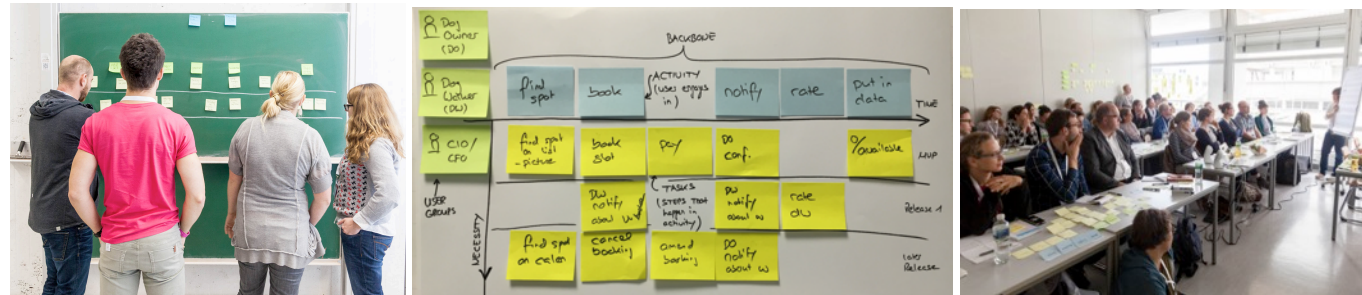 Dog
Owner
(DO)
Dog
Walker
(DW)
CIO/
CFO
USER
GROUPS
BACKBONE
find
spot
book
ACTIVITY
(user enjoys
in)
notify
rate
put in
data
TIME
find spot
on list
-picture
book
slot
pay
DO
conf.
%available
MVP
DW
notify
about w
TASKS
(STEPS THAT
happen in
activity)
DW
notify
about w
rate
DW
Release 1
NECESSITY
find spot
on
cancel
booking
amend
booking
DO
notify
about w
later
Release